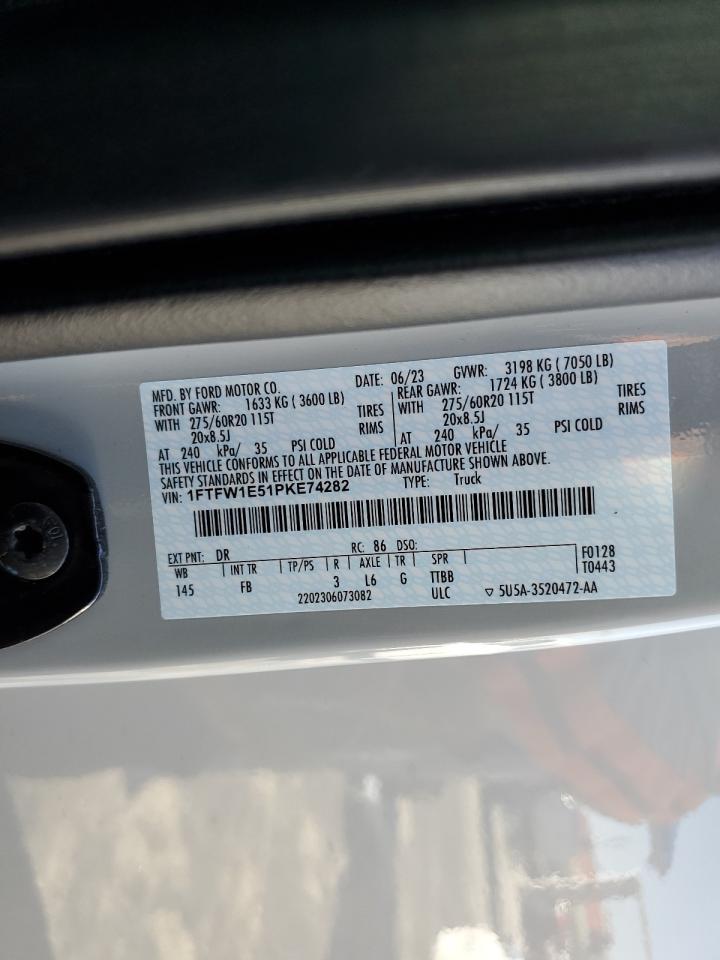 MFD. BY FORD MOTOR CO.
DATE: 06/23 GVWR: 3198 KG ( 7050 LB)
FRONT GAWR: 1633 KG ( 3600 LB)
WITH 275/60R20 115T TIRES
20x8.5J RIMS
AT 240 kPa/ 35 PSI COLD
REAR GAWR: 1724 KG ( 3800 LB)
WITH 275/60R20 115T TIRES
20x8.5J RIMS
AT 240 kPa/ 35 PSI COLD
THIS VEHICLE CONFORMS TO ALL APPLICABLE FEDERAL MOTOR VEHICLE
SAFETY STANDARDS IN EFFECT ON THE DATE OF MANUFACTURE SHOWN ABOVE.
VIN: 1FTFW1E51PKE74282 TYPE: Truck
EXT PNT: DR RC: 86 DSO: F0128
WB INT TR TP/PS R AXLE TR SPR T0443
145 FB 3 L6 G TTBB
2202306073082 ULC ▽ 5U5A-3520472-AA